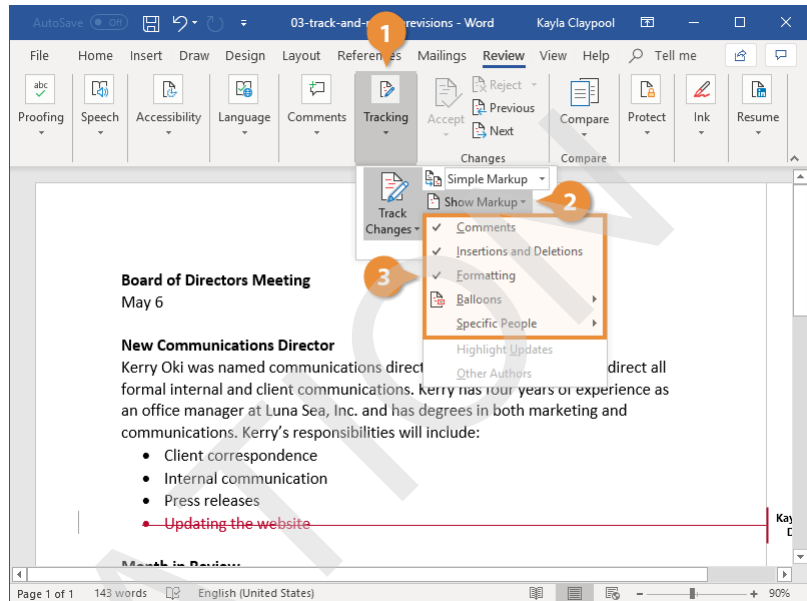 AutoSave Off 03-track-and- revisions - Word Kayla Claypool
1
File Home Insert Draw Design Layout References Mailings Review View Help Tell me
abc
Proofing Speech Accessibility Language Comments Tracking Accept Reject Previous Next Compare Protect Ink Resume
Changes Compare
Simple Markup
Show Markup 2
Track
Changes
Comments
Insertions and Deletions
3 Formatting
Balloons
Specific People
Highlight Updates
Other Authors
Board of Directors Meeting
May 6
New Communications Director
Kerry Oki was named communications direct all
formal internal and client communications. Kerry has four years of experience as
an office manager at Luna Sea, Inc. and has degrees in both marketing and
communications. Kerry's responsibilities will include:
• Client correspondence
• Internal communication
• Press releases
• Updating the website
Kay
D
Month in Review
Page 1 of 1 143 words English (United States) 90%
ATION